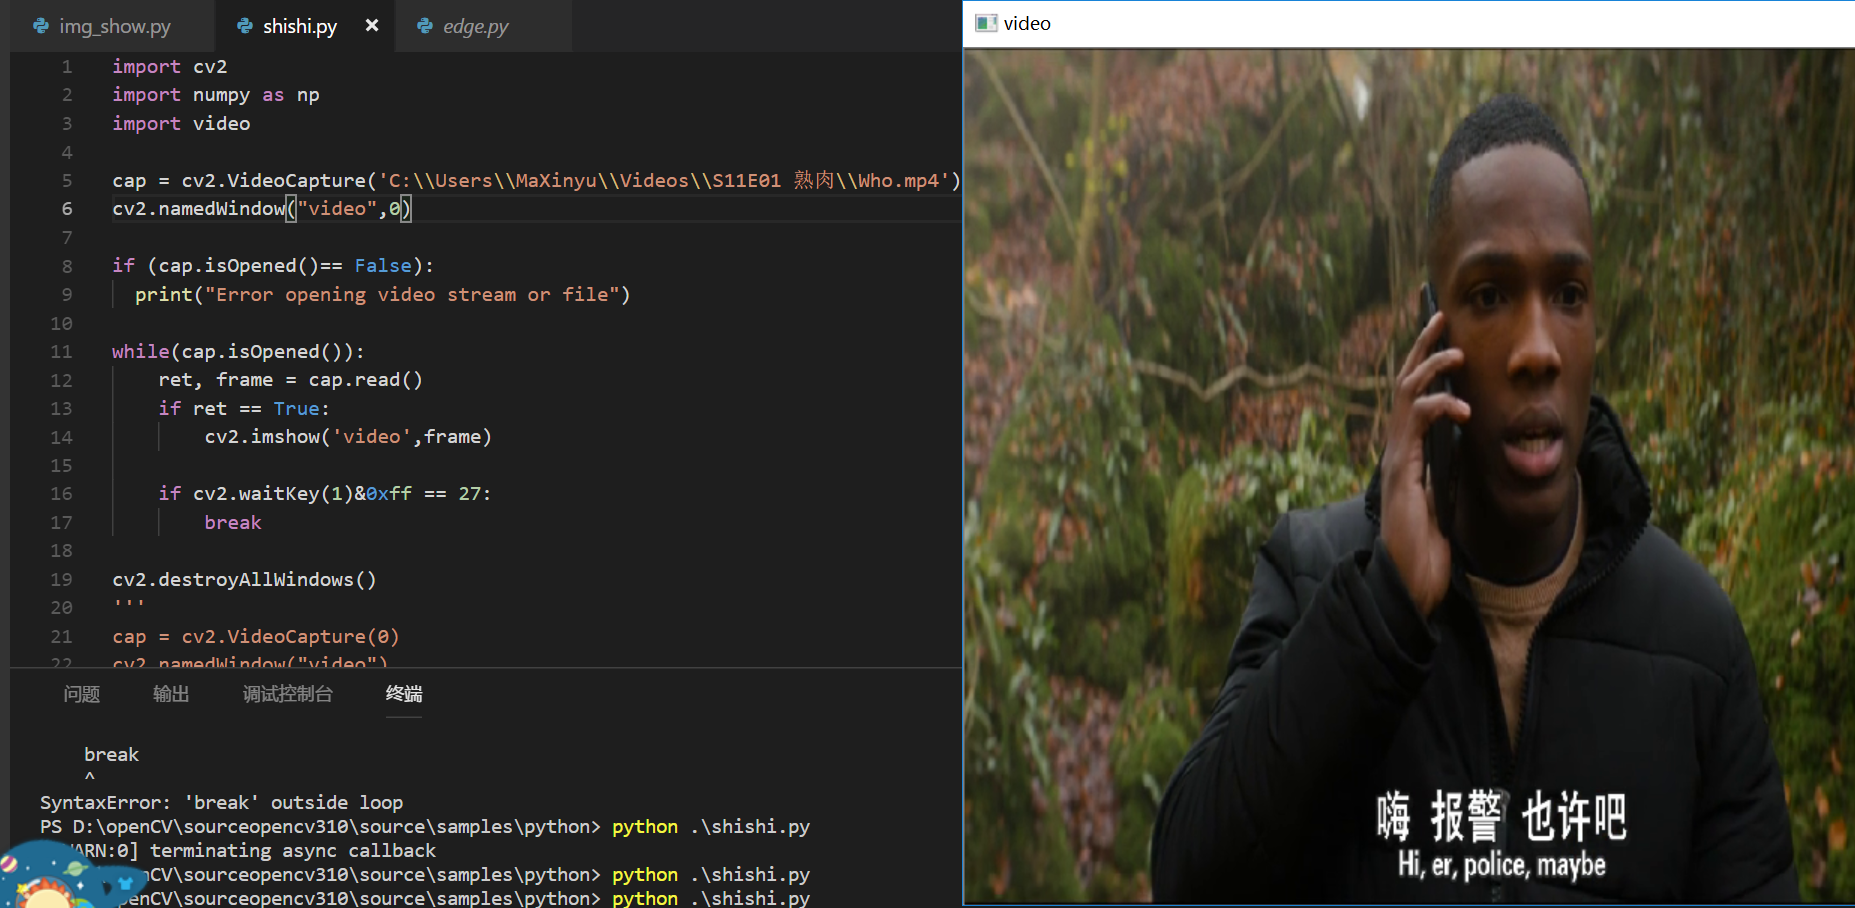 img_show.py
shishi.py
edge.py
1 import cv2
2 import numpy as np
3 import video
4
5 cap = cv2.VideoCapture('C:\\Users\\MaXinyu\\Videos\\S11E01 熟肉\\Who.mp4')
6 cv2.namedWindow("video",0)
7
8 if (cap.isOpened()== False):
9 print("Error opening video stream or file")
10
11 while(cap.isOpened()):
12 ret, frame = cap.read()
13 if ret == True:
14 cv2.imshow('video',frame)
15
16 if cv2.waitKey(1)&0xff == 27:
17 break
18
19 cv2.destroyAllWindows()
20 '''
21 cap = cv2.VideoCapture(0)
22 cv2.namedWindow("video")
问题 输出 调试控制台 终端
break
^
SyntaxError: 'break' outside loop
PS D:\openCV\sourceopencv310\source\samples\python> python .\shishi.py
ARN:0] terminating async callback
enCV\sourceopencv310\source\samples\python> python .\shishi.py
enCV\sourceopencv310\source\samples\python> python .\shishi.py
video
嗨 报警 也许吧
Hi, er, police, maybe